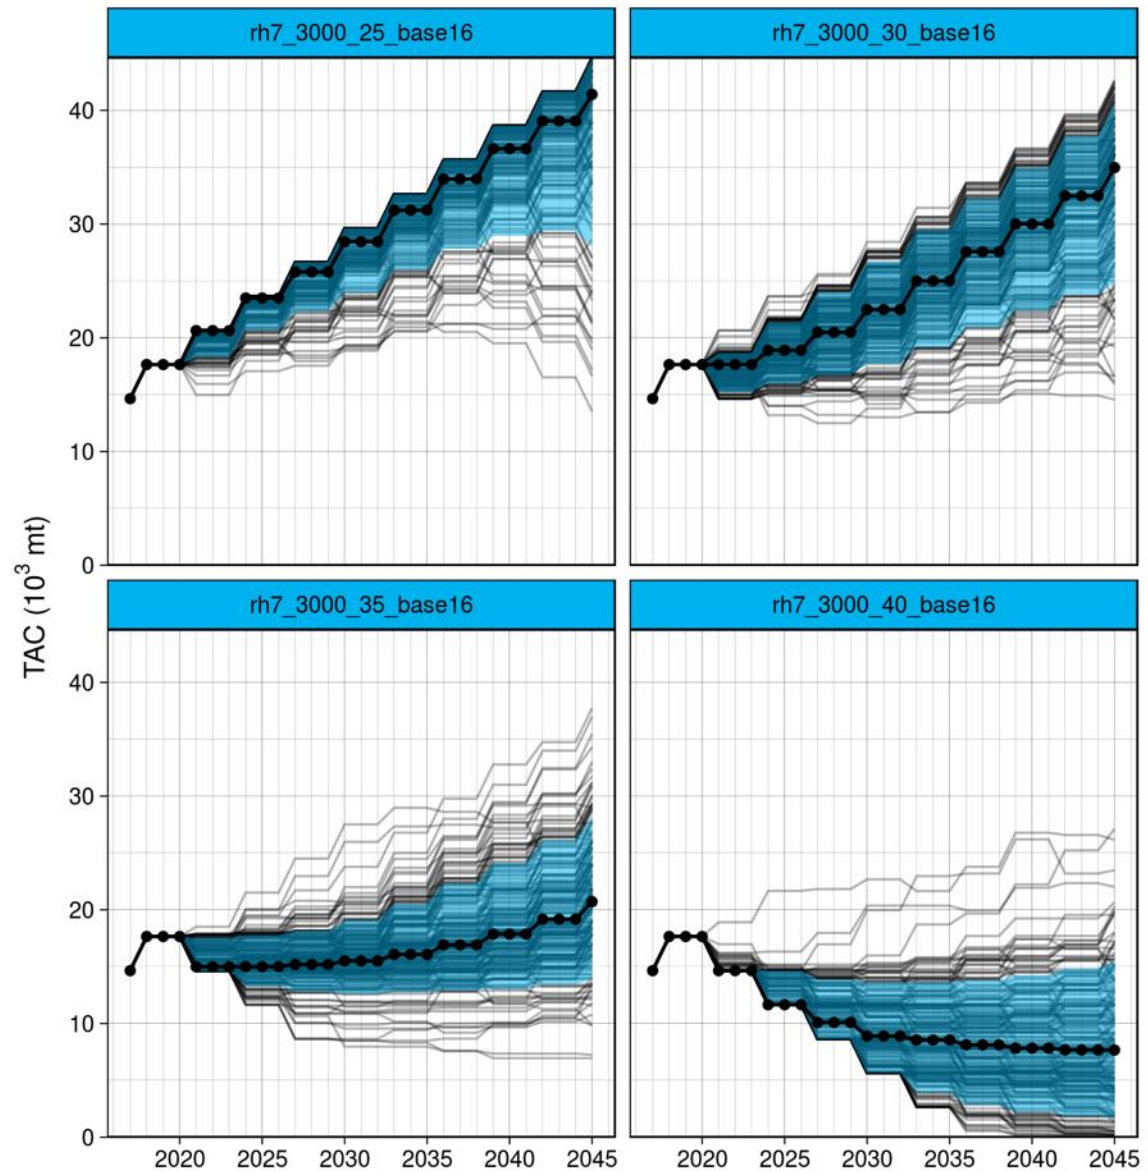 rh7_3000_25_base16 rh7_3000_30_base16
40
30
20
10
0
TAC (10³ mt)
rh7_3000_35_base16 rh7_3000_40_base16
40
30
20
10
0
2020 2025 2030 2035 2040 2045 2020 2025 2030 2035 2040 2045